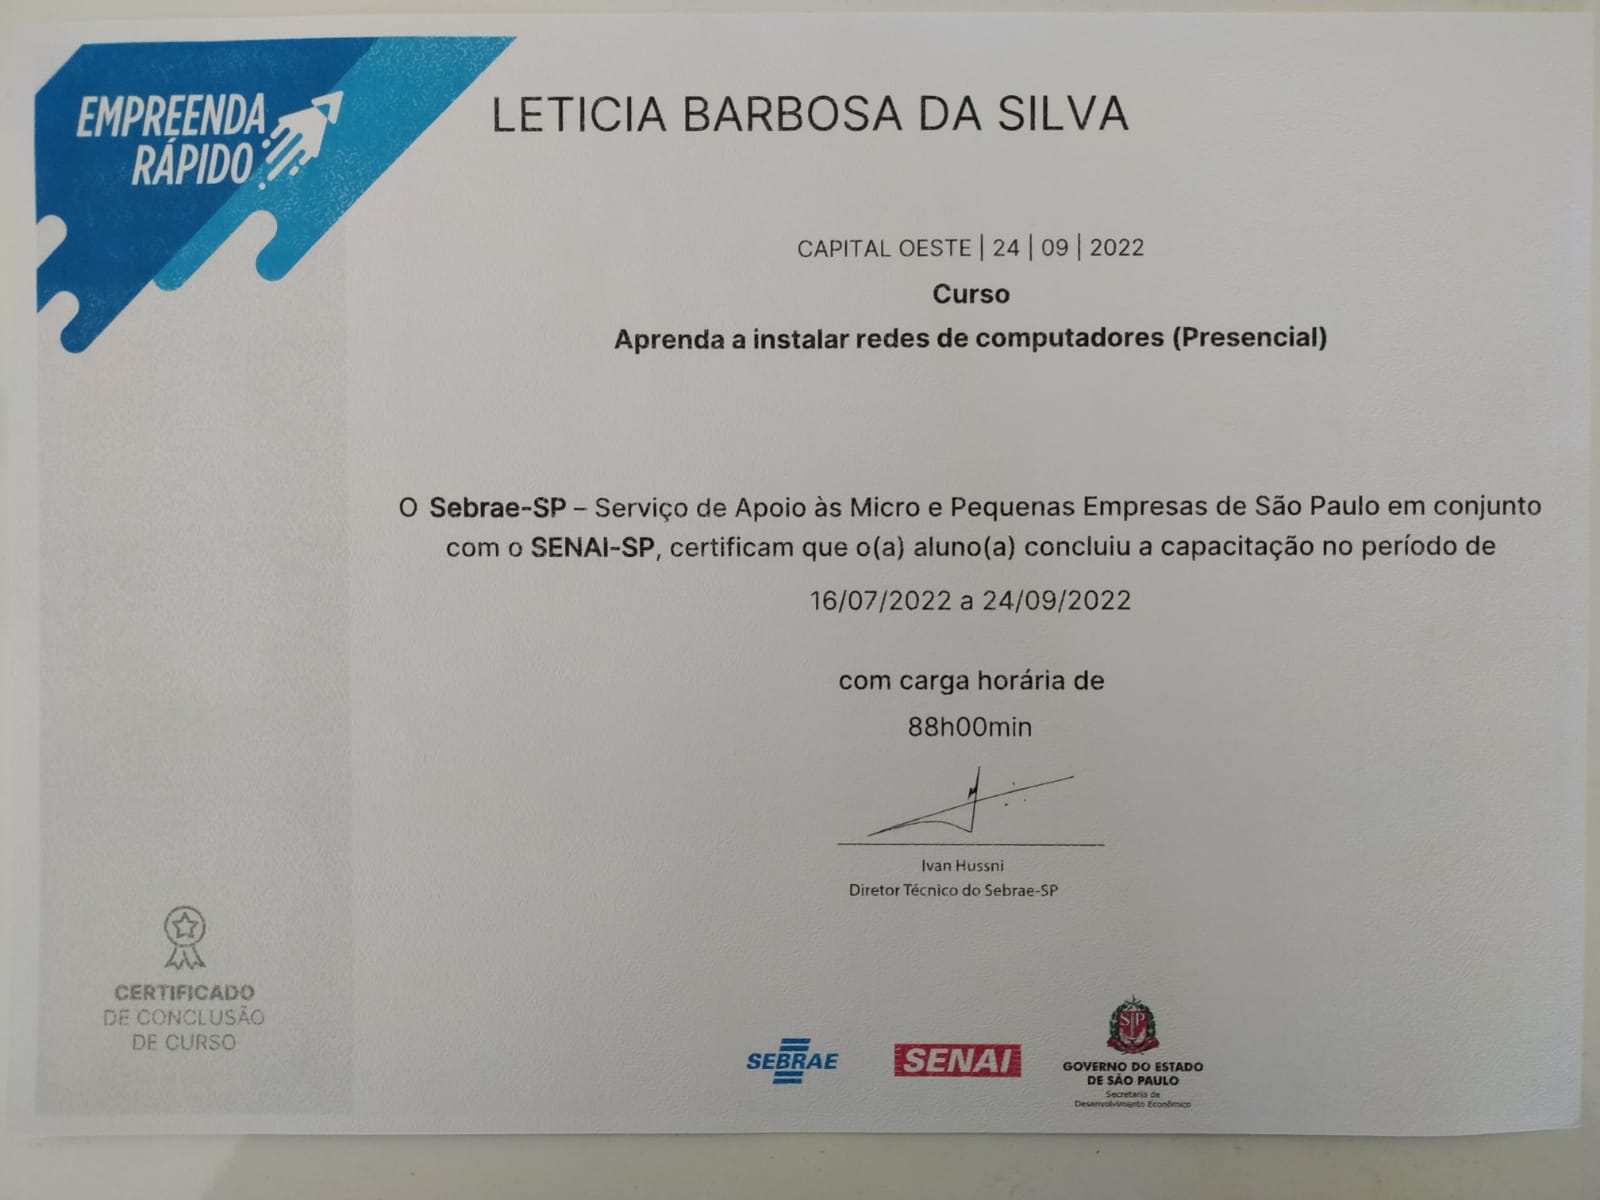 EMPREENDA
RÁPIDO
LETICIA BARBOSA DA SILVA
CAPITAL OESTE | 24 | 09 | 2022
Curso
Aprenda a instalar redes de computadores (Presencial)
O Sebrae-SP – Serviço de Apoio às Micro e Pequenas Empresas de São Paulo em conjunto
com o SENAI-SP, certificam que o(a) aluno(a) concluiu a capacitação no período de
16/07/2022 a 24/09/2022
com carga horária de
88h00min
Ivan Hussni
Diretor Técnico do Sebrae-SP
CERTIFICADO
DE CONCLUSÃO
DE CURSO
SEBRAE
SENAI
SP
GOVERNO DO ESTADO
DE SÃO PAULO
Secretaria de
Desenvolvimento Econômico